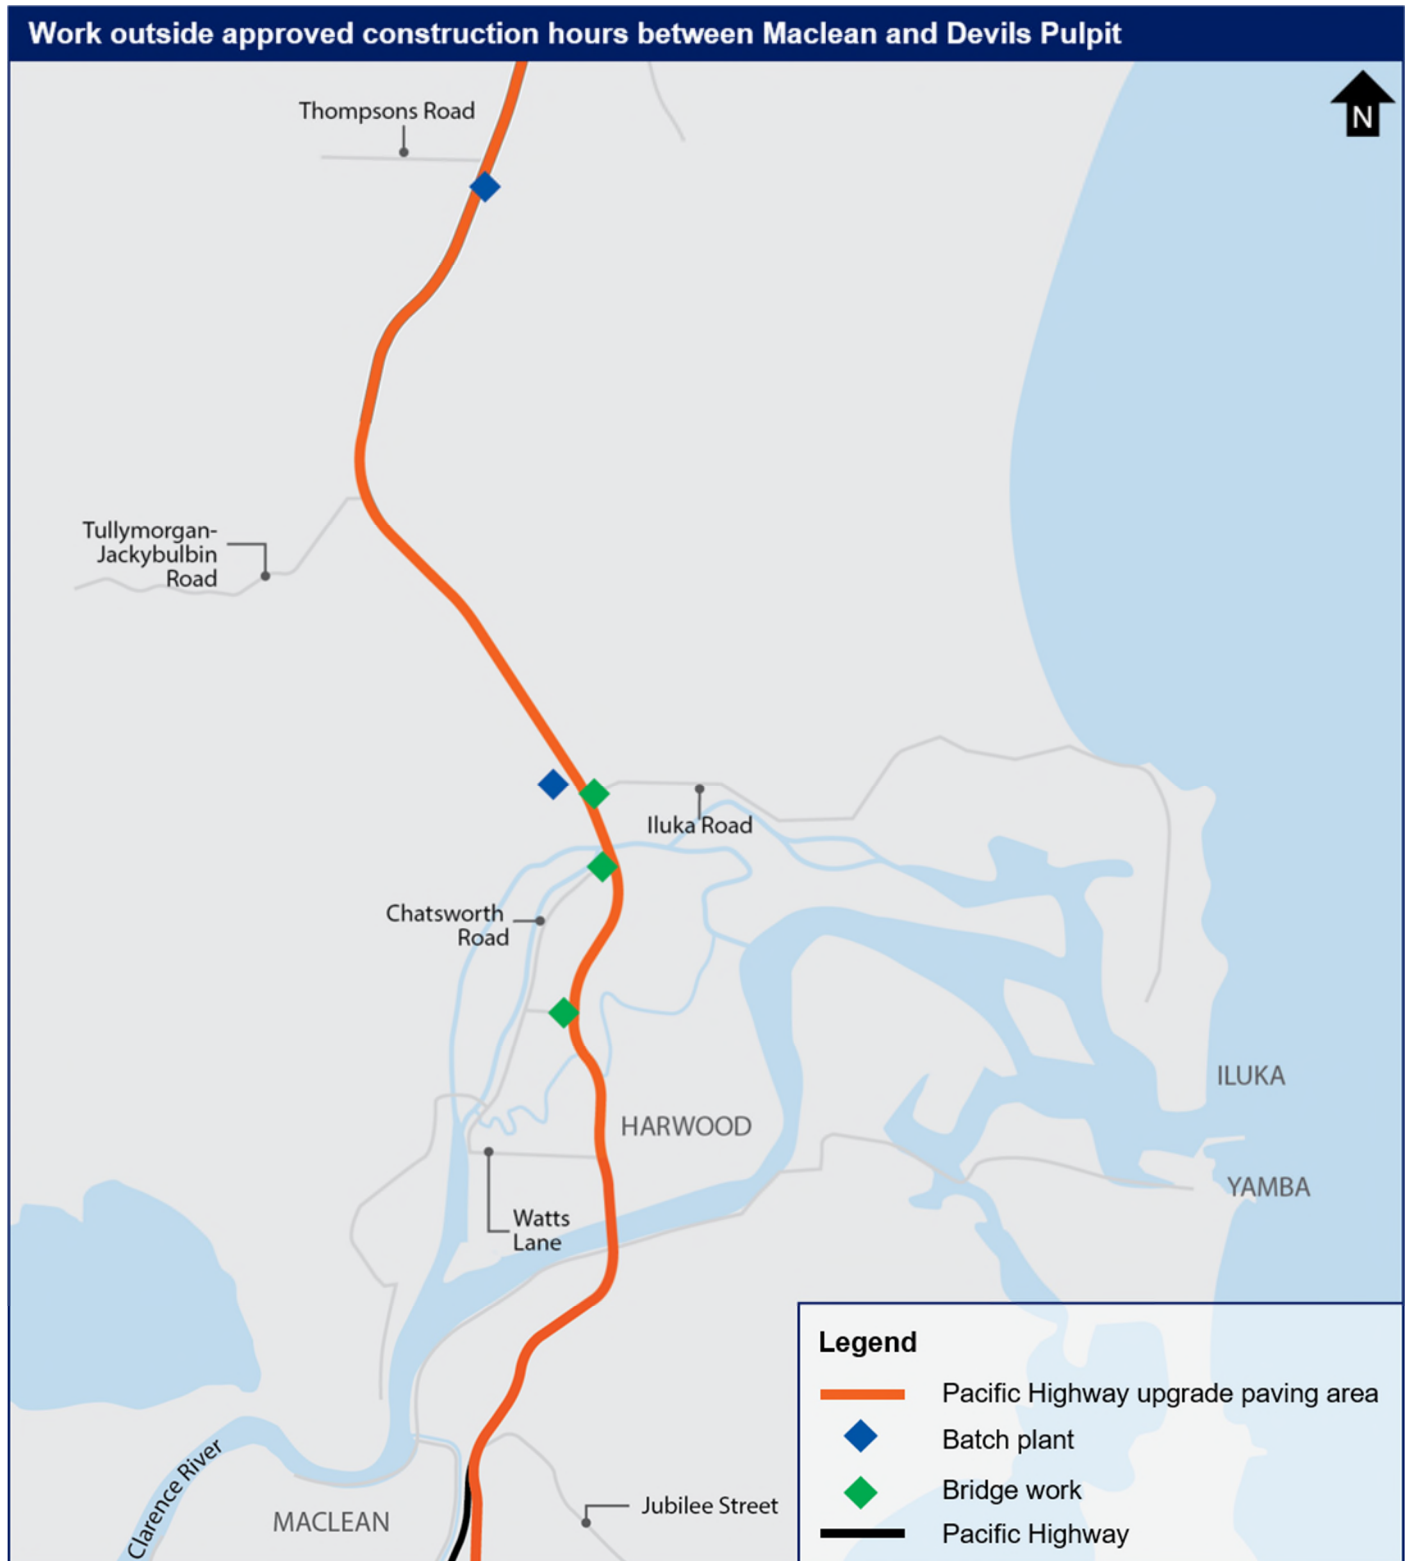 Work outside approved construction hours between Maclean and Devils Pulpit
N
Thompsons Road
Tullymorgan-
Jackybulbin
Road
Iluka Road
Chatsworth
Road
ILUKA
HARWOOD
YAMBA
Watts
Lane
Clarence River
MACLEAN
Jubilee Street
Legend
Pacific Highway upgrade paving area
Batch plant
Bridge work
Pacific Highway